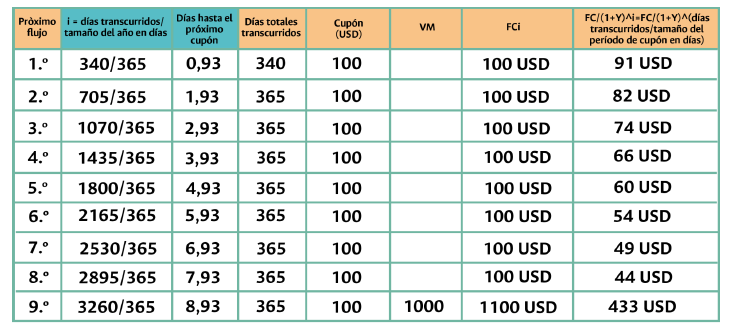 Pròximo flujo | i = días transcurridos/ tamaño del año en días | Días hasta el próximo cupón | Días totales transcurridos | Cupón (USD) | VM | FCi | FC/(1+Y)^i=FC/(1+Y)^(días transcurridos/tamaño del período de cupón en días)
1.º 340/365 0,93 340 100 100 USD 91 USD
2.º 705/365 1,93 365 100 100 USD 82 USD
3.º 1070/365 2,93 365 100 100 USD 74 USD
4.º 1435/365 3,93 365 100 100 USD 66 USD
5.º 1800/365 4,93 365 100 100 USD 60 USD
6.º 2165/365 5,93 365 100 100 USD 54 USD
7.º 2530/365 6,93 365 100 100 USD 49 USD
8.º 2895/365 7,93 365 100 100 USD 44 USD
9.º 3260/365 8,93 365 100 1000 1100 USD 433 USD